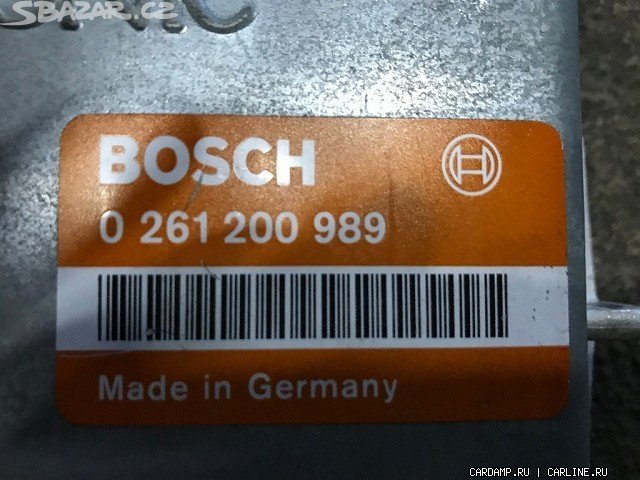 SBAZAR.CZ
BOSCH
0 261 200 989
Made in Germany
CARDAMP.RU | CARLINE.RU